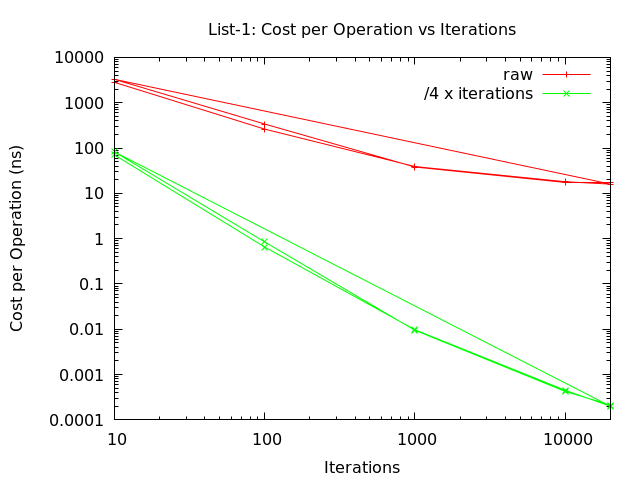 List-1: Cost per Operation vs Iterations
raw
/4 x iterations
Cost per Operation (ns)
10000
1000
100
10
1
0.1
0.01
0.001
0.0001
10
100
1000
10000
Iterations